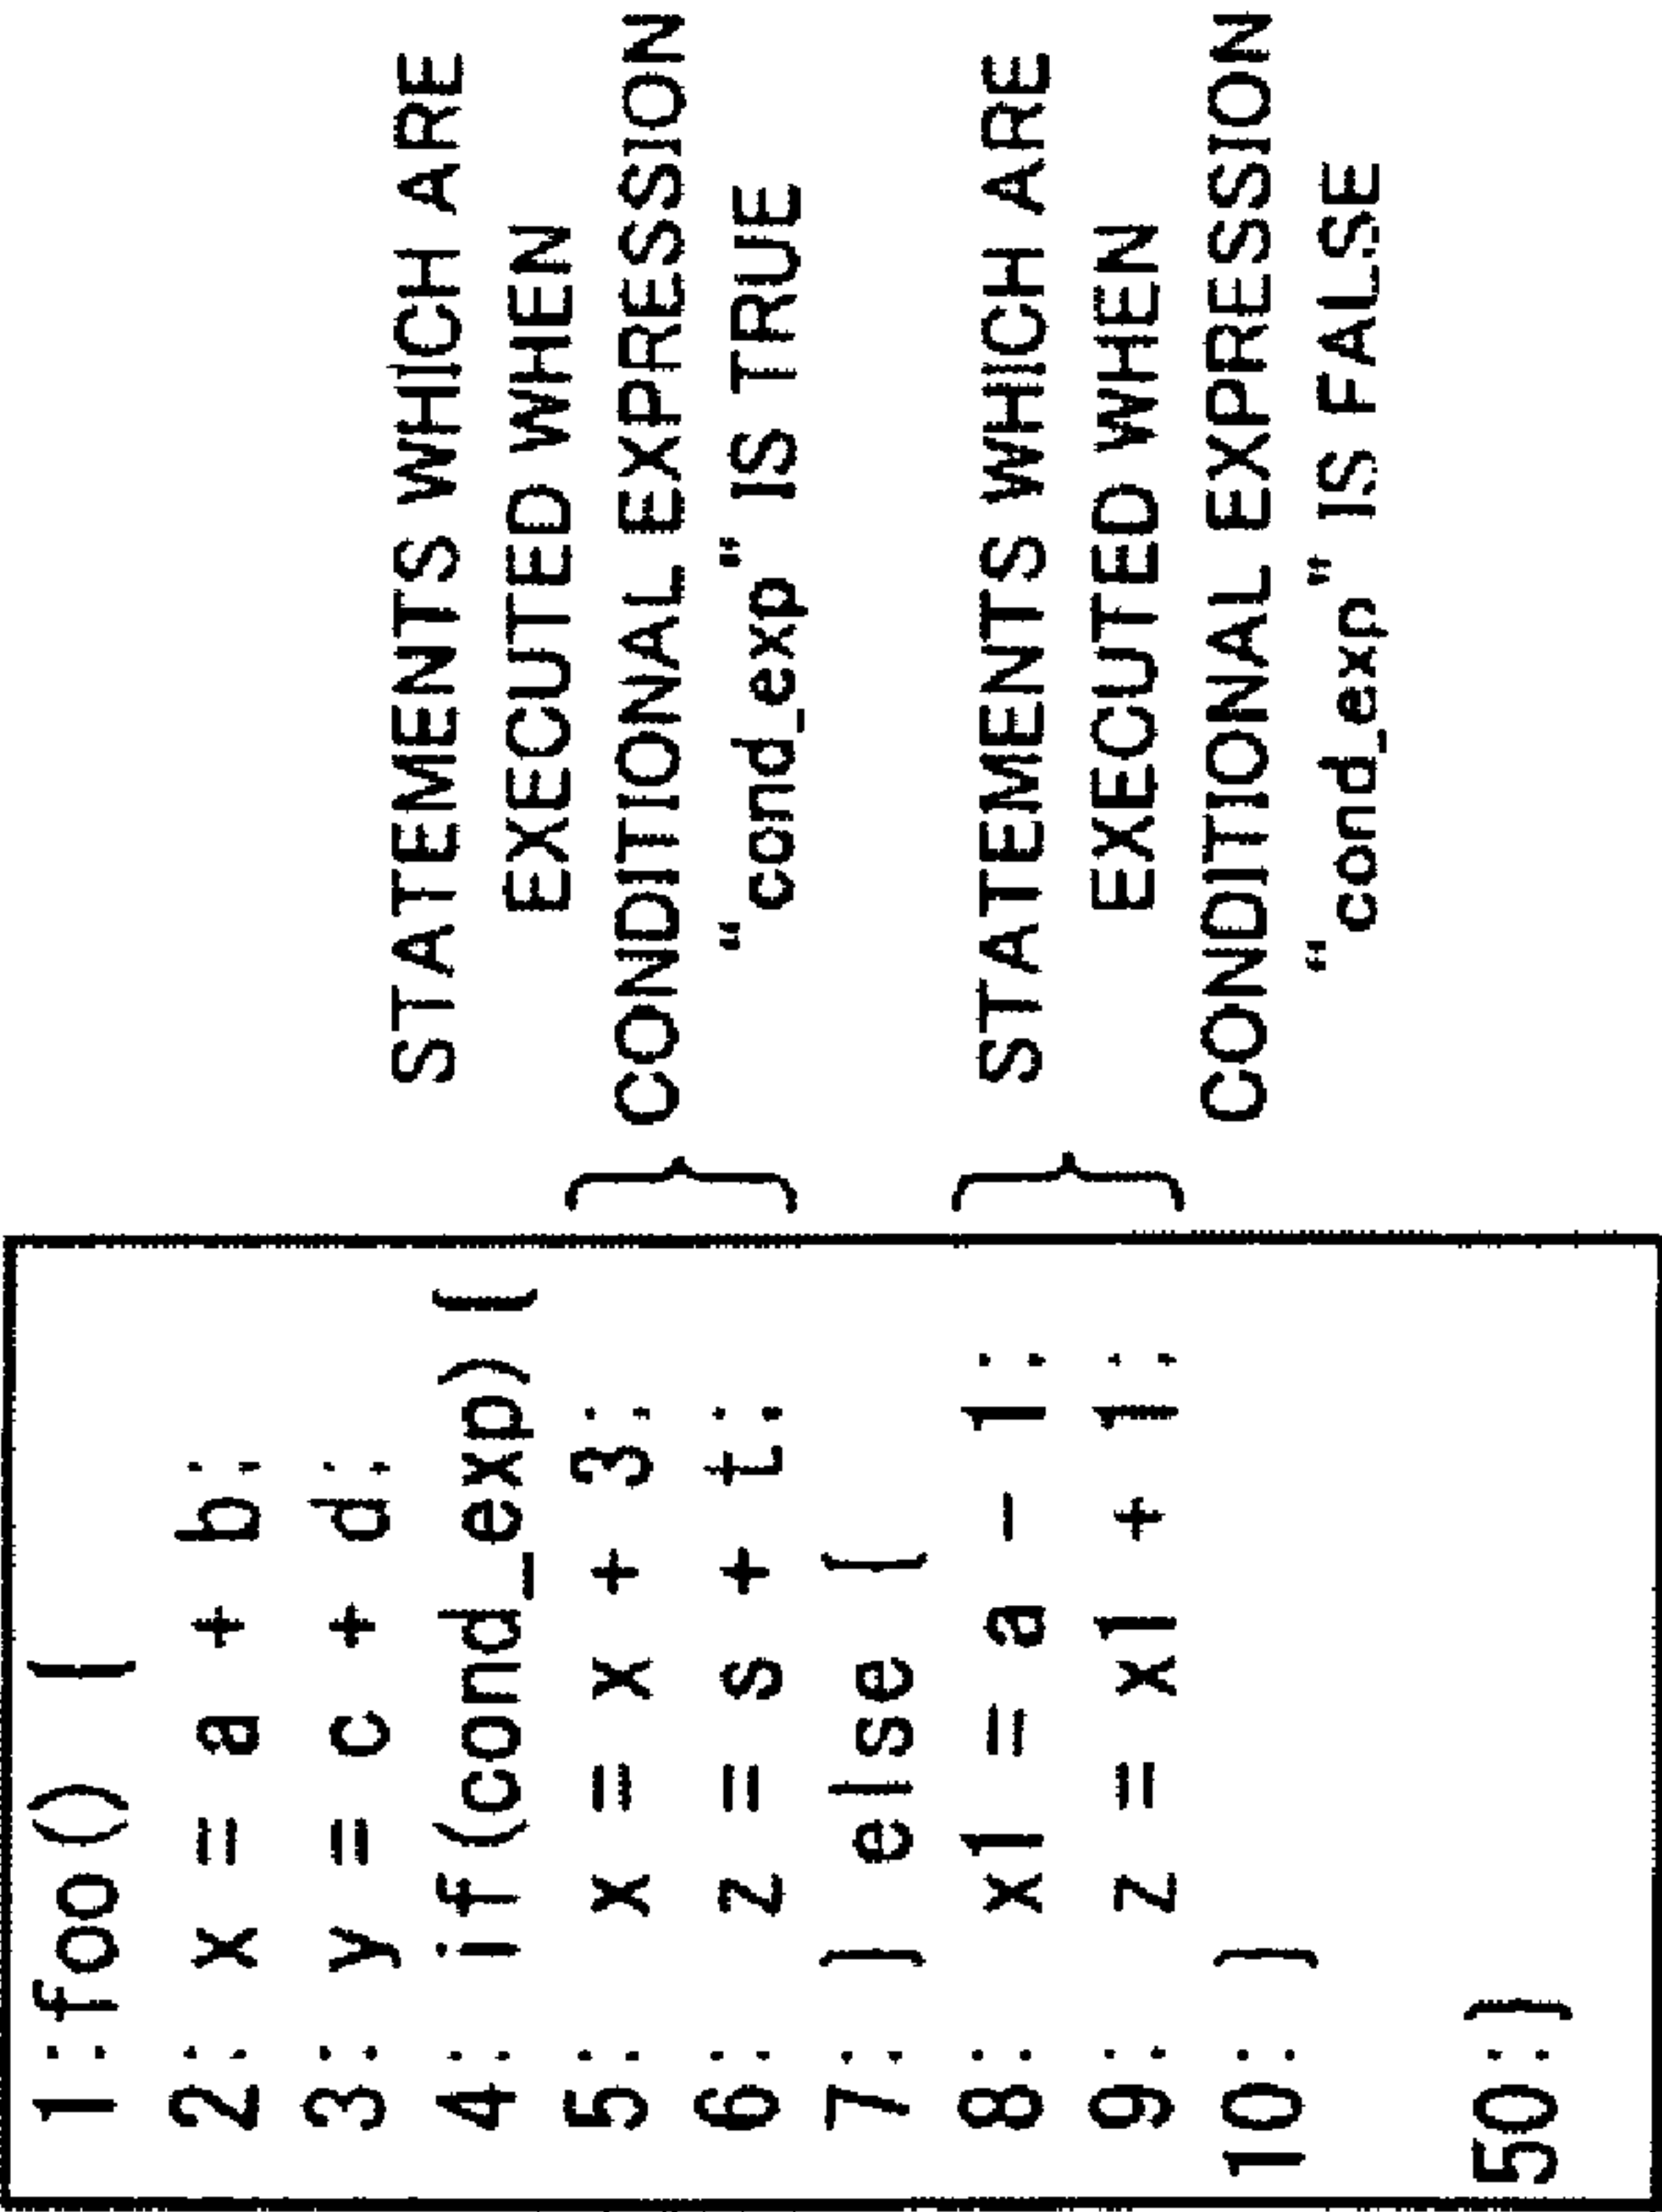 1:foo() {
2:  x = a + b;
3:  y = c + d;
4:  if(cond_exp) {
5:   x = x + 3;
6:   z = s + t;
7:  } else {
8:   x1 = a - 1;
9:   z = x1 + 1;
10:  }
50:}
STATEMENTS WHICH ARE
EXECUTED WHEN
CONDITIONAL EXPRESSION
“cond_exp” IS TRUE
STATEMENTS WHICH ARE
EXECUTED WHEN
CONDITIONAL EXPRESSION
“cond_exp” IS FALSE